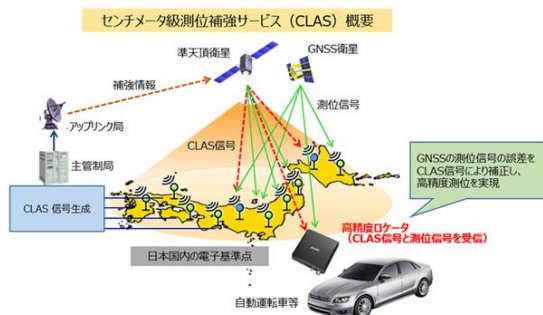 センチメータ級測位補強サービス（CLAS）概要
準天頂衛星
GNSS衛星
補強情報
測位信号
アップリンク局
CLAS信号
主管制局
GNSSの測位信号の誤差を
CLAS信号により補正し、
高精度測位を実現
CLAS 信号生成
高精度ロケータ
（CLAS信号と測位信号を受信）
日本国内の電子基準点
自動運転車等